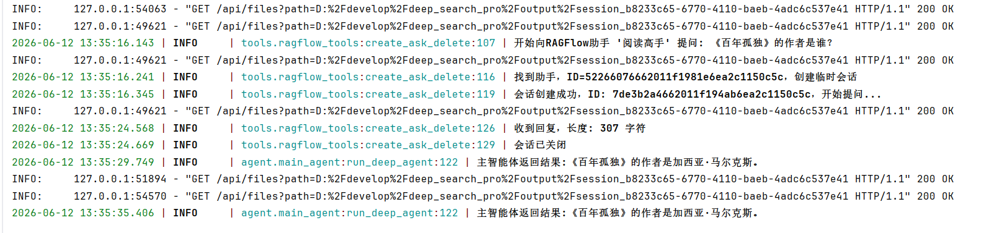 INFO:     127.0.0.1:54063 - "GET /api/files?path=D:%2Fdevelop%2Fdeep_search_pro%2Foutput%2Fsession_b8233c65-6770-4110-baeb-4adc6c537e41 HTTP/1.1" 200 OK
INFO:     127.0.0.1:49621 - "GET /api/files?path=D:%2Fdevelop%2Fdeep_search_pro%2Foutput%2Fsession_b8233c65-6770-4110-baeb-4adc6c537e41 HTTP/1.1" 200 OK
2026-06-12 13:35:16.143 | INFO     | tools.ragflow_tools:create_ask_delete:107 | 开始向RAGFlow助手 '阅读高手' 提问: 《百年孤独》的作者是谁?
INFO:     127.0.0.1:49621 - "GET /api/files?path=D:%2Fdevelop%2Fdeep_search_pro%2Foutput%2Fsession_b8233c65-6770-4110-baeb-4adc6c537e41 HTTP/1.1" 200 OK
2026-06-12 13:35:16.241 | INFO     | tools.ragflow_tools:create_ask_delete:116 | 找到助手，ID=52266076662011f1981e6ea2c1150c5c，创建临时会话
2026-06-12 13:35:16.345 | INFO     | tools.ragflow_tools:create_ask_delete:119 | 会话创建成功，ID: 7de3b2a4662011f194ab6ea2c1150c5c，开始提问...
INFO:     127.0.0.1:49621 - "GET /api/files?path=D:%2Fdevelop%2Fdeep_search_pro%2Foutput%2Fsession_b8233c65-6770-4110-baeb-4adc6c537e41 HTTP/1.1" 200 OK
2026-06-12 13:35:24.568 | INFO     | tools.ragflow_tools:create_ask_delete:126 | 收到回复，长度: 307 字符
2026-06-12 13:35:24.669 | INFO     | tools.ragflow_tools:create_ask_delete:129 | 会话已关闭
2026-06-12 13:35:29.749 | INFO     | agent.main_agent:run_deep_agent:122 | 主智能体返回结果:《百年孤独》的作者是加西亚·马尔克斯。
INFO:     127.0.0.1:51894 - "GET /api/files?path=D:%2Fdevelop%2Fdeep_search_pro%2Foutput%2Fsession_b8233c65-6770-4110-baeb-4adc6c537e41 HTTP/1.1" 200 OK
INFO:     127.0.0.1:54570 - "GET /api/files?path=D:%2Fdevelop%2Fdeep_search_pro%2Foutput%2Fsession_b8233c65-6770-4110-baeb-4adc6c537e41 HTTP/1.1" 200 OK
2026-06-12 13:35:35.406 | INFO     | agent.main_agent:run_deep_agent:122 | 主智能体返回结果:《百年孤独》的作者是加西亚·马尔克斯。